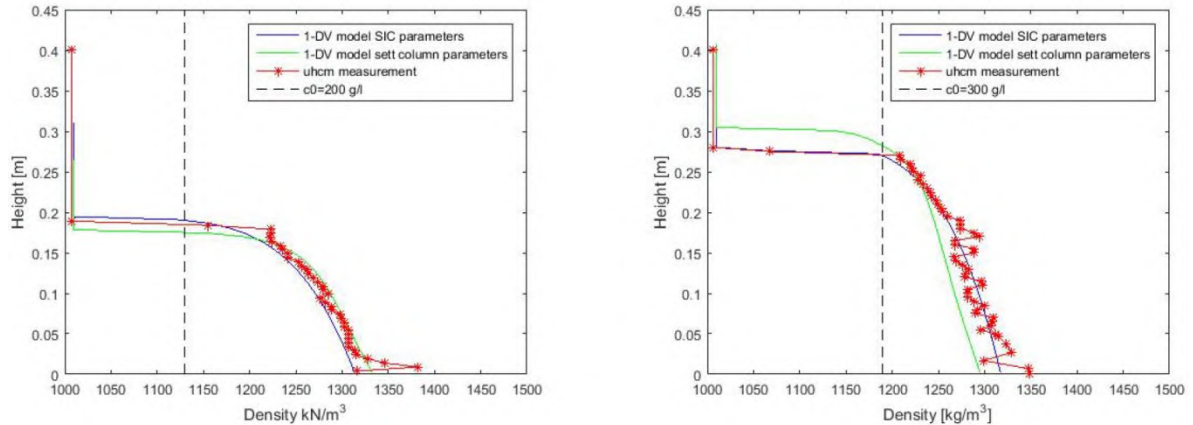 0.45
0.4
0.35
0.3
0.25
0.2
0.15
0.1
0.05
0
Height [m]
1-DV model SIC parameters
1-DV model sett column parameters
uhcm measurement
c0=200 g/l
1000 1050 1100 1150 1200 1250 1300 1350 1400 1450 1500
Density kN/m³
0.45
0.4
0.35
0.3
0.25
0.2
0.15
0.1
0.05
0
Height [m]
1-DV model SIC parameters
1-DV model sett column parameters
uhcm measurement
c0=300 g/l
1000 1050 1100 1150 1200 1250 1300 1350 1400 1450 1500
Density [kg/m³]